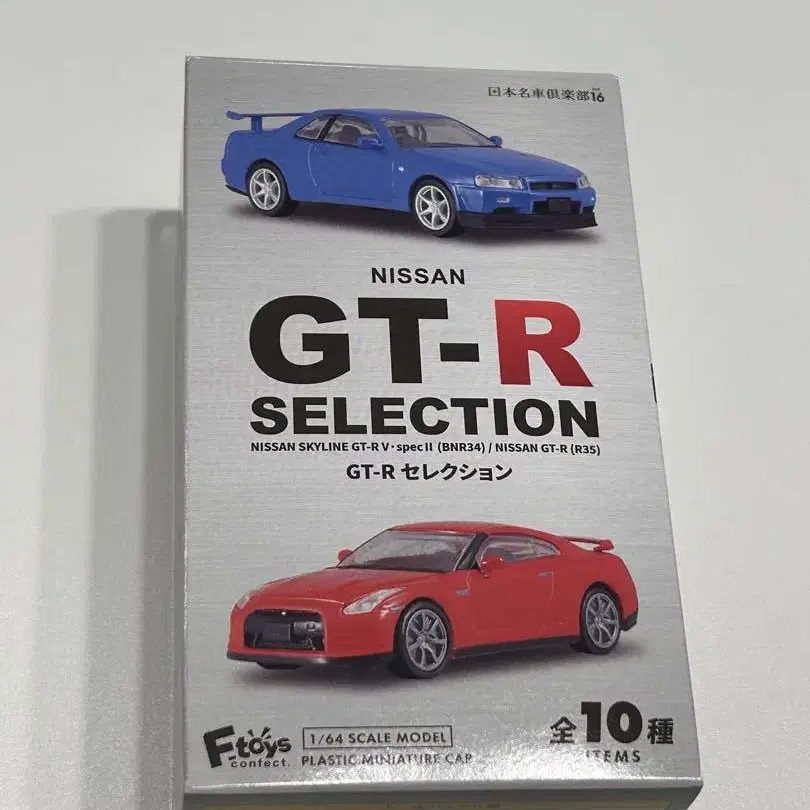 日本名車倶楽部 vol 16
NISSAN
GT-R
SELECTION
NISSAN SKYLINE GT-R V・spec II (BNR34) / NISSAN GT-R (R35)
GT-R セレクション
F-toys
confect.
1/64 SCALE MODEL
PLASTIC MINIATURE CAR
全10種
ITEMS